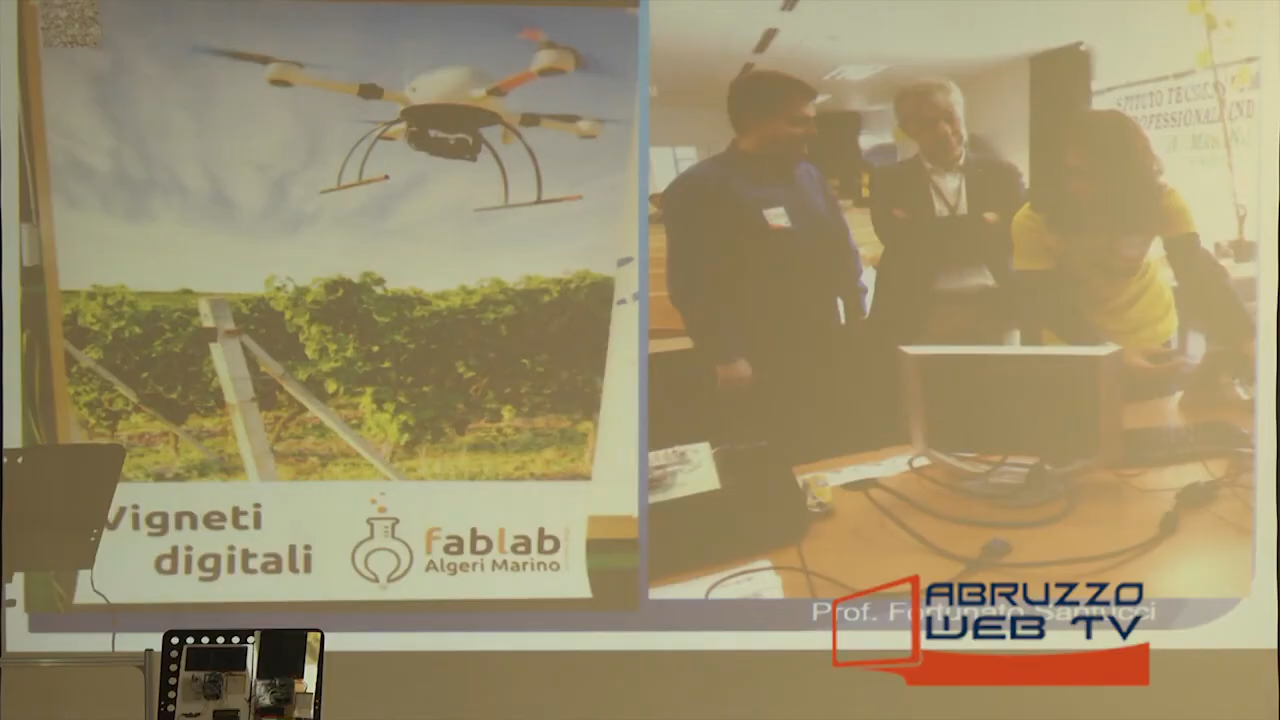 Vigneti
digitali
fablab
Algeri Marino
Prof. Fortunato Santucci
ABRUZZO
WEB TV